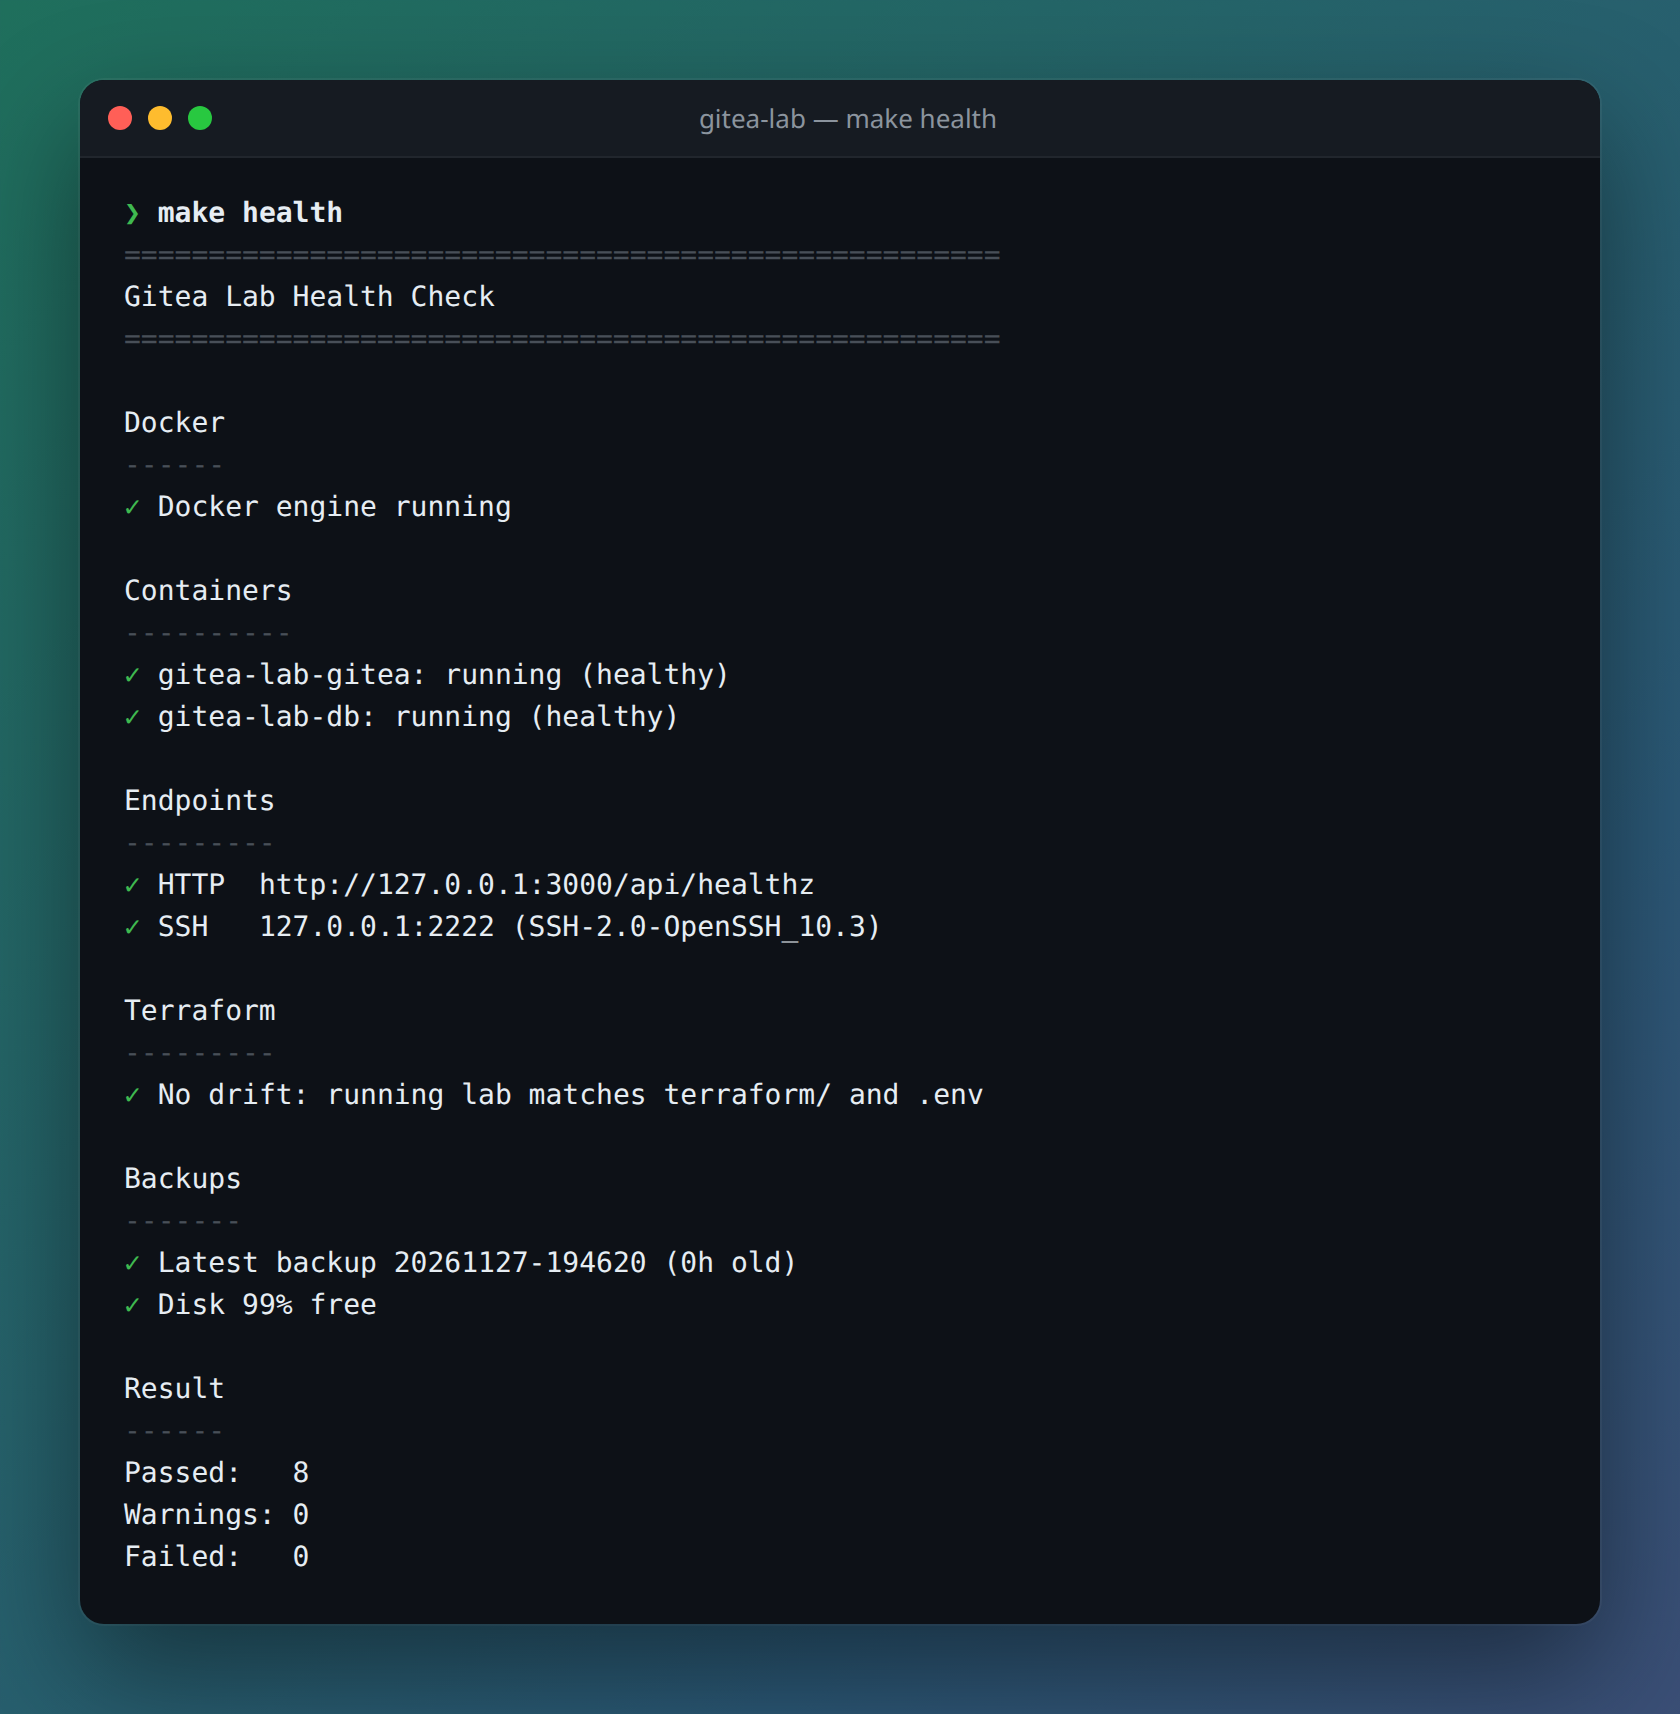 gitea-lab — make health
❯ make health
====================================================
Gitea Lab Health Check
====================================================
Docker
------
✓ Docker engine running
Containers
----------
✓ gitea-lab-gitea: running (healthy)
✓ gitea-lab-db: running (healthy)
Endpoints
---------
✓ HTTP  http://127.0.0.1:3000/api/healthz
✓ SSH   127.0.0.1:2222 (SSH-2.0-OpenSSH_10.3)
Terraform
---------
✓ No drift: running lab matches terraform/ and .env
Backups
-------
✓ Latest backup 20261127-194620 (0h old)
✓ Disk 99% free
Result
------
Passed:   8
Warnings: 0
Failed:   0